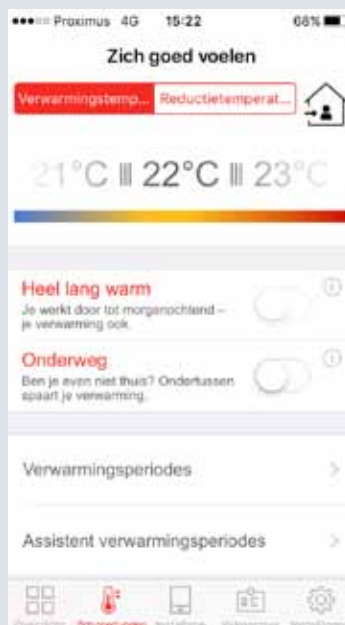 Proximus 4G 15:22 68%
Zich goed voelen
Verwarmingstemp... Reductietemperat...
21°C 22°C 23°C
Heel lang warm
Je werkt door tot morgenochtend –
je verwarming ook.
Onderweg
Ben je even niet thuis? Ondertussen
spaart je verwarming.
Verwarmingsperiodes
Assistent verwarmingsperiodes